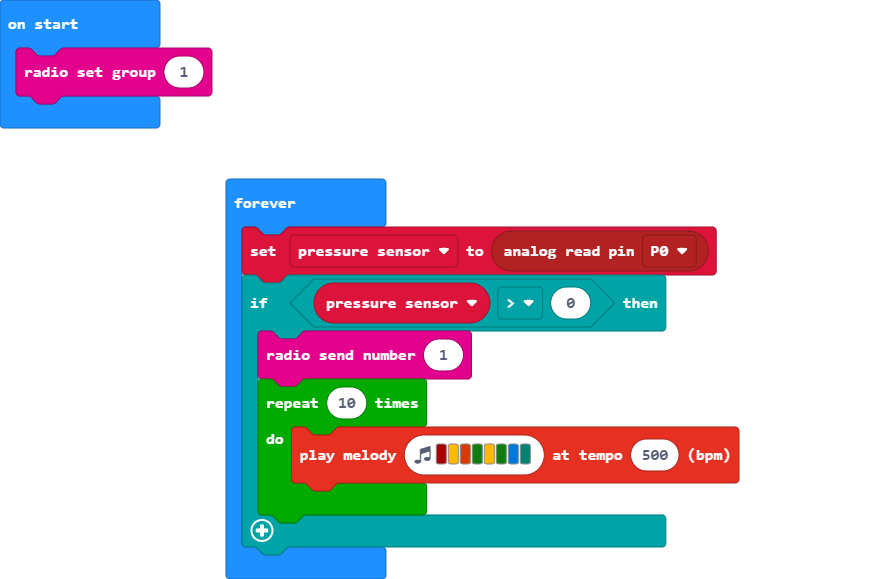 on start
radio set group 1
forever
set pressure sensor to analog read pin P0
if pressure sensor > 0 then
radio send number 1
repeat 10 times
do
play melody at tempo 500 (bpm)